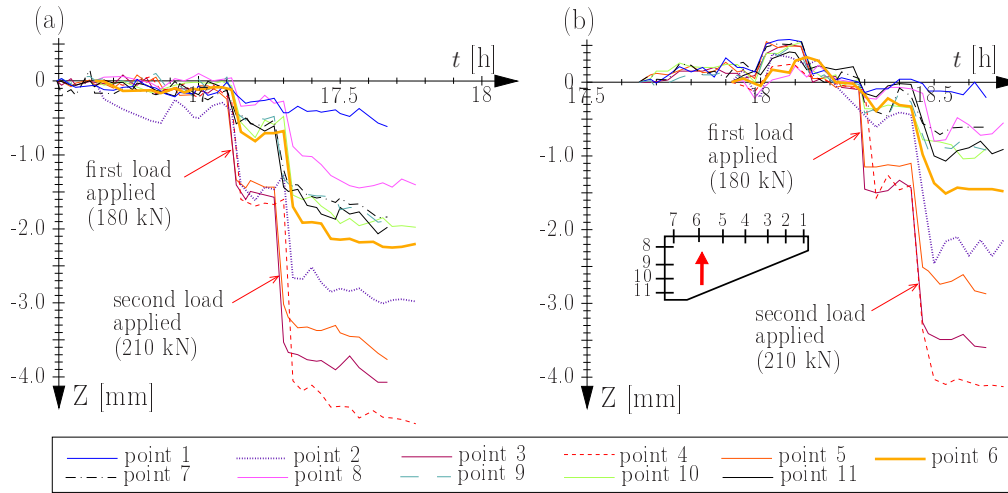 (a)
t [h]
0
17.5
18
-1.0
-2.0
-3.0
-4.0
first load
applied
(180 kN)
second load
applied
(210 kN)
Z [mm]
(b)
t [h]
0
17.5
18
18.5
-1.0
-2.0
-3.0
-4.0
first load
applied
(180 kN)
7 6 5 4 3 2 1
8
9
10
11
second load
applied
(210 kN)
Z [mm]
point 1 point 2 point 3 point 4 point 5 point 6
point 7 point 8 point 9 point 10 point 11